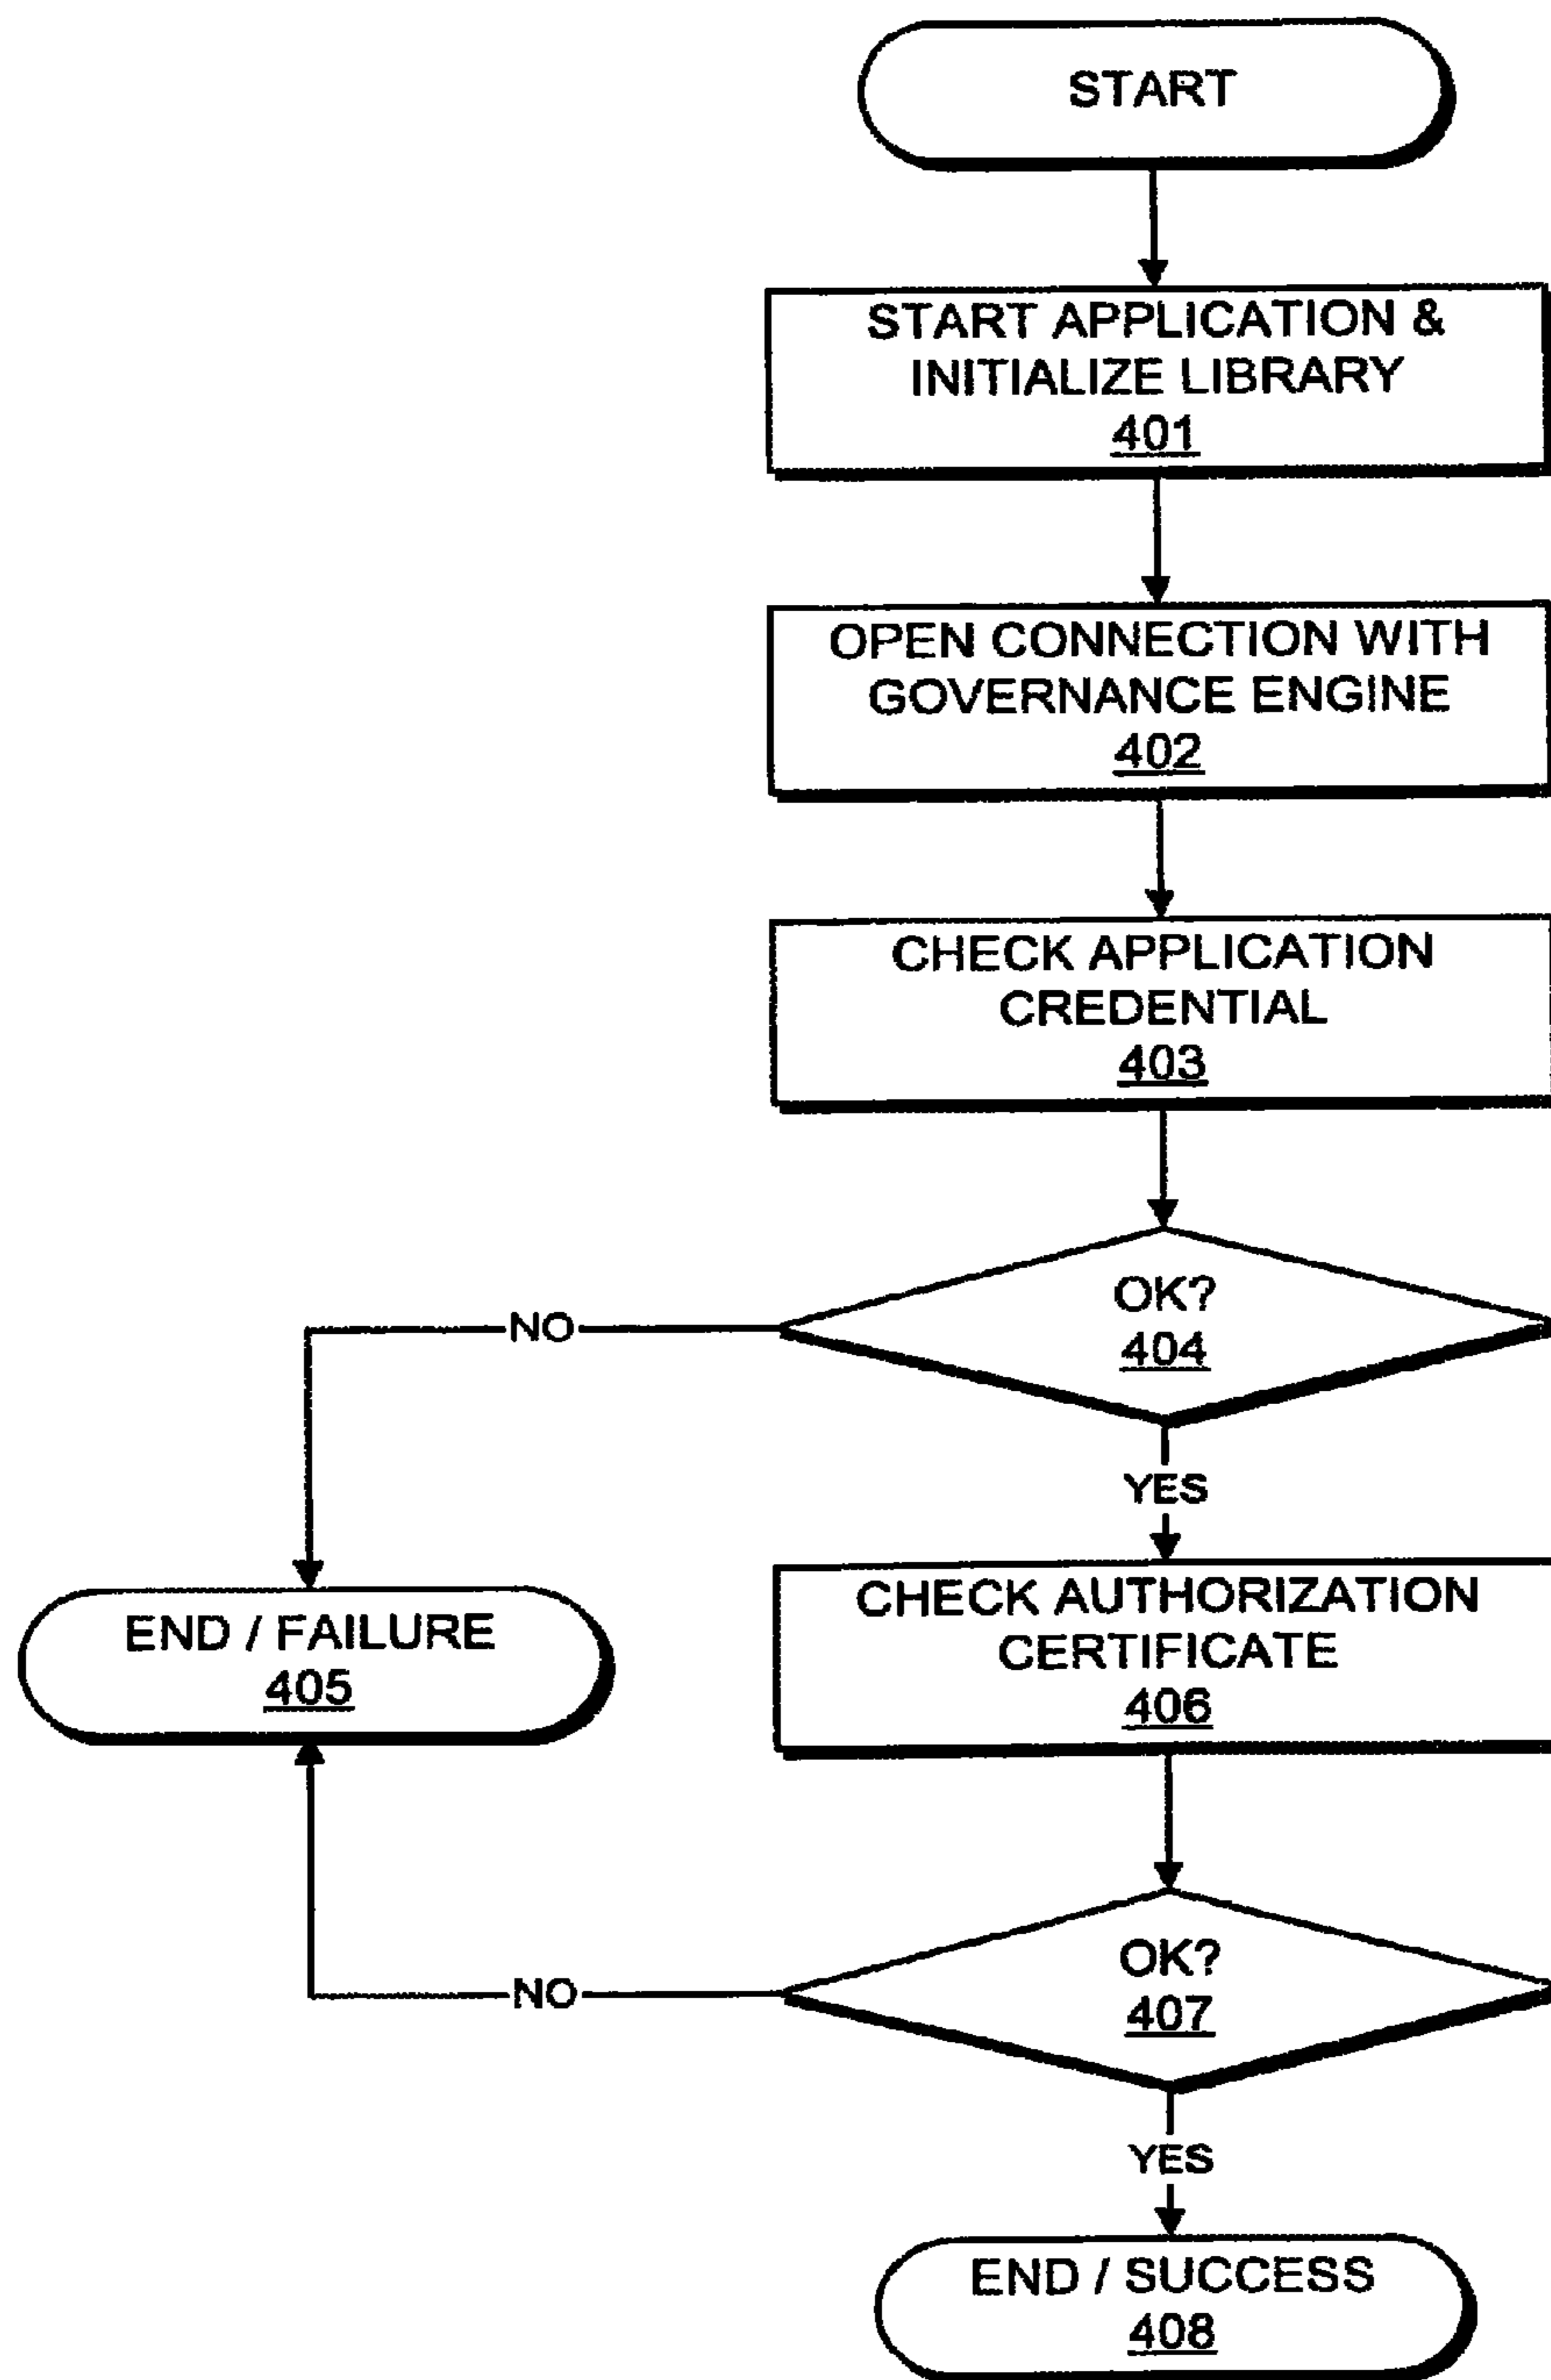 START
START APPLICATION &
INITIALIZE LIBRARY
401
OPEN CONNECTION WITH
GOVERNANCE ENGINE
402
CHECK APPLICATION
CREDENTIAL
403
OK?
404
NO
YES
END / FAILURE
405
CHECK AUTHORIZATION
CERTIFICATE
406
OK?
407
NO
YES
END / SUCCESS
408